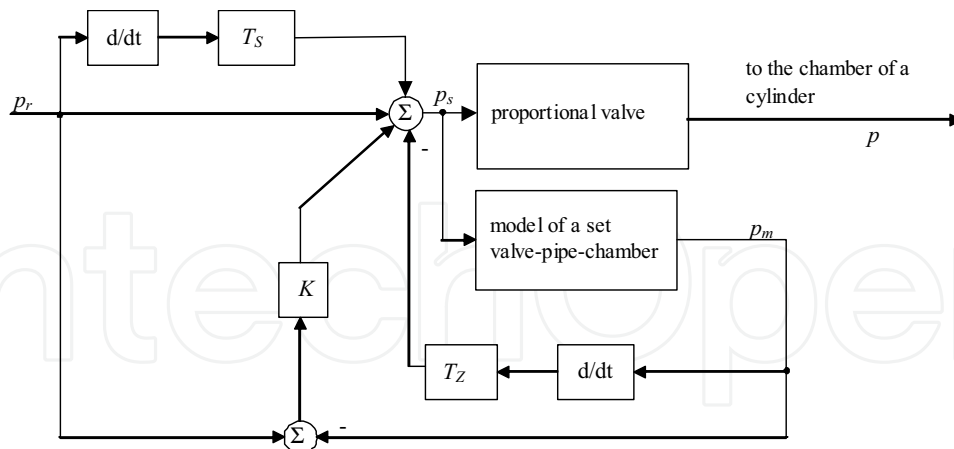 d/dt
T_S
to the chamber of a
cylinder
p_r
Σ
p_s
proportional valve
p
-
model of a set
valve-pipe-chamber
p_m
K
T_Z
d/dt
Σ
-
ntechOpe